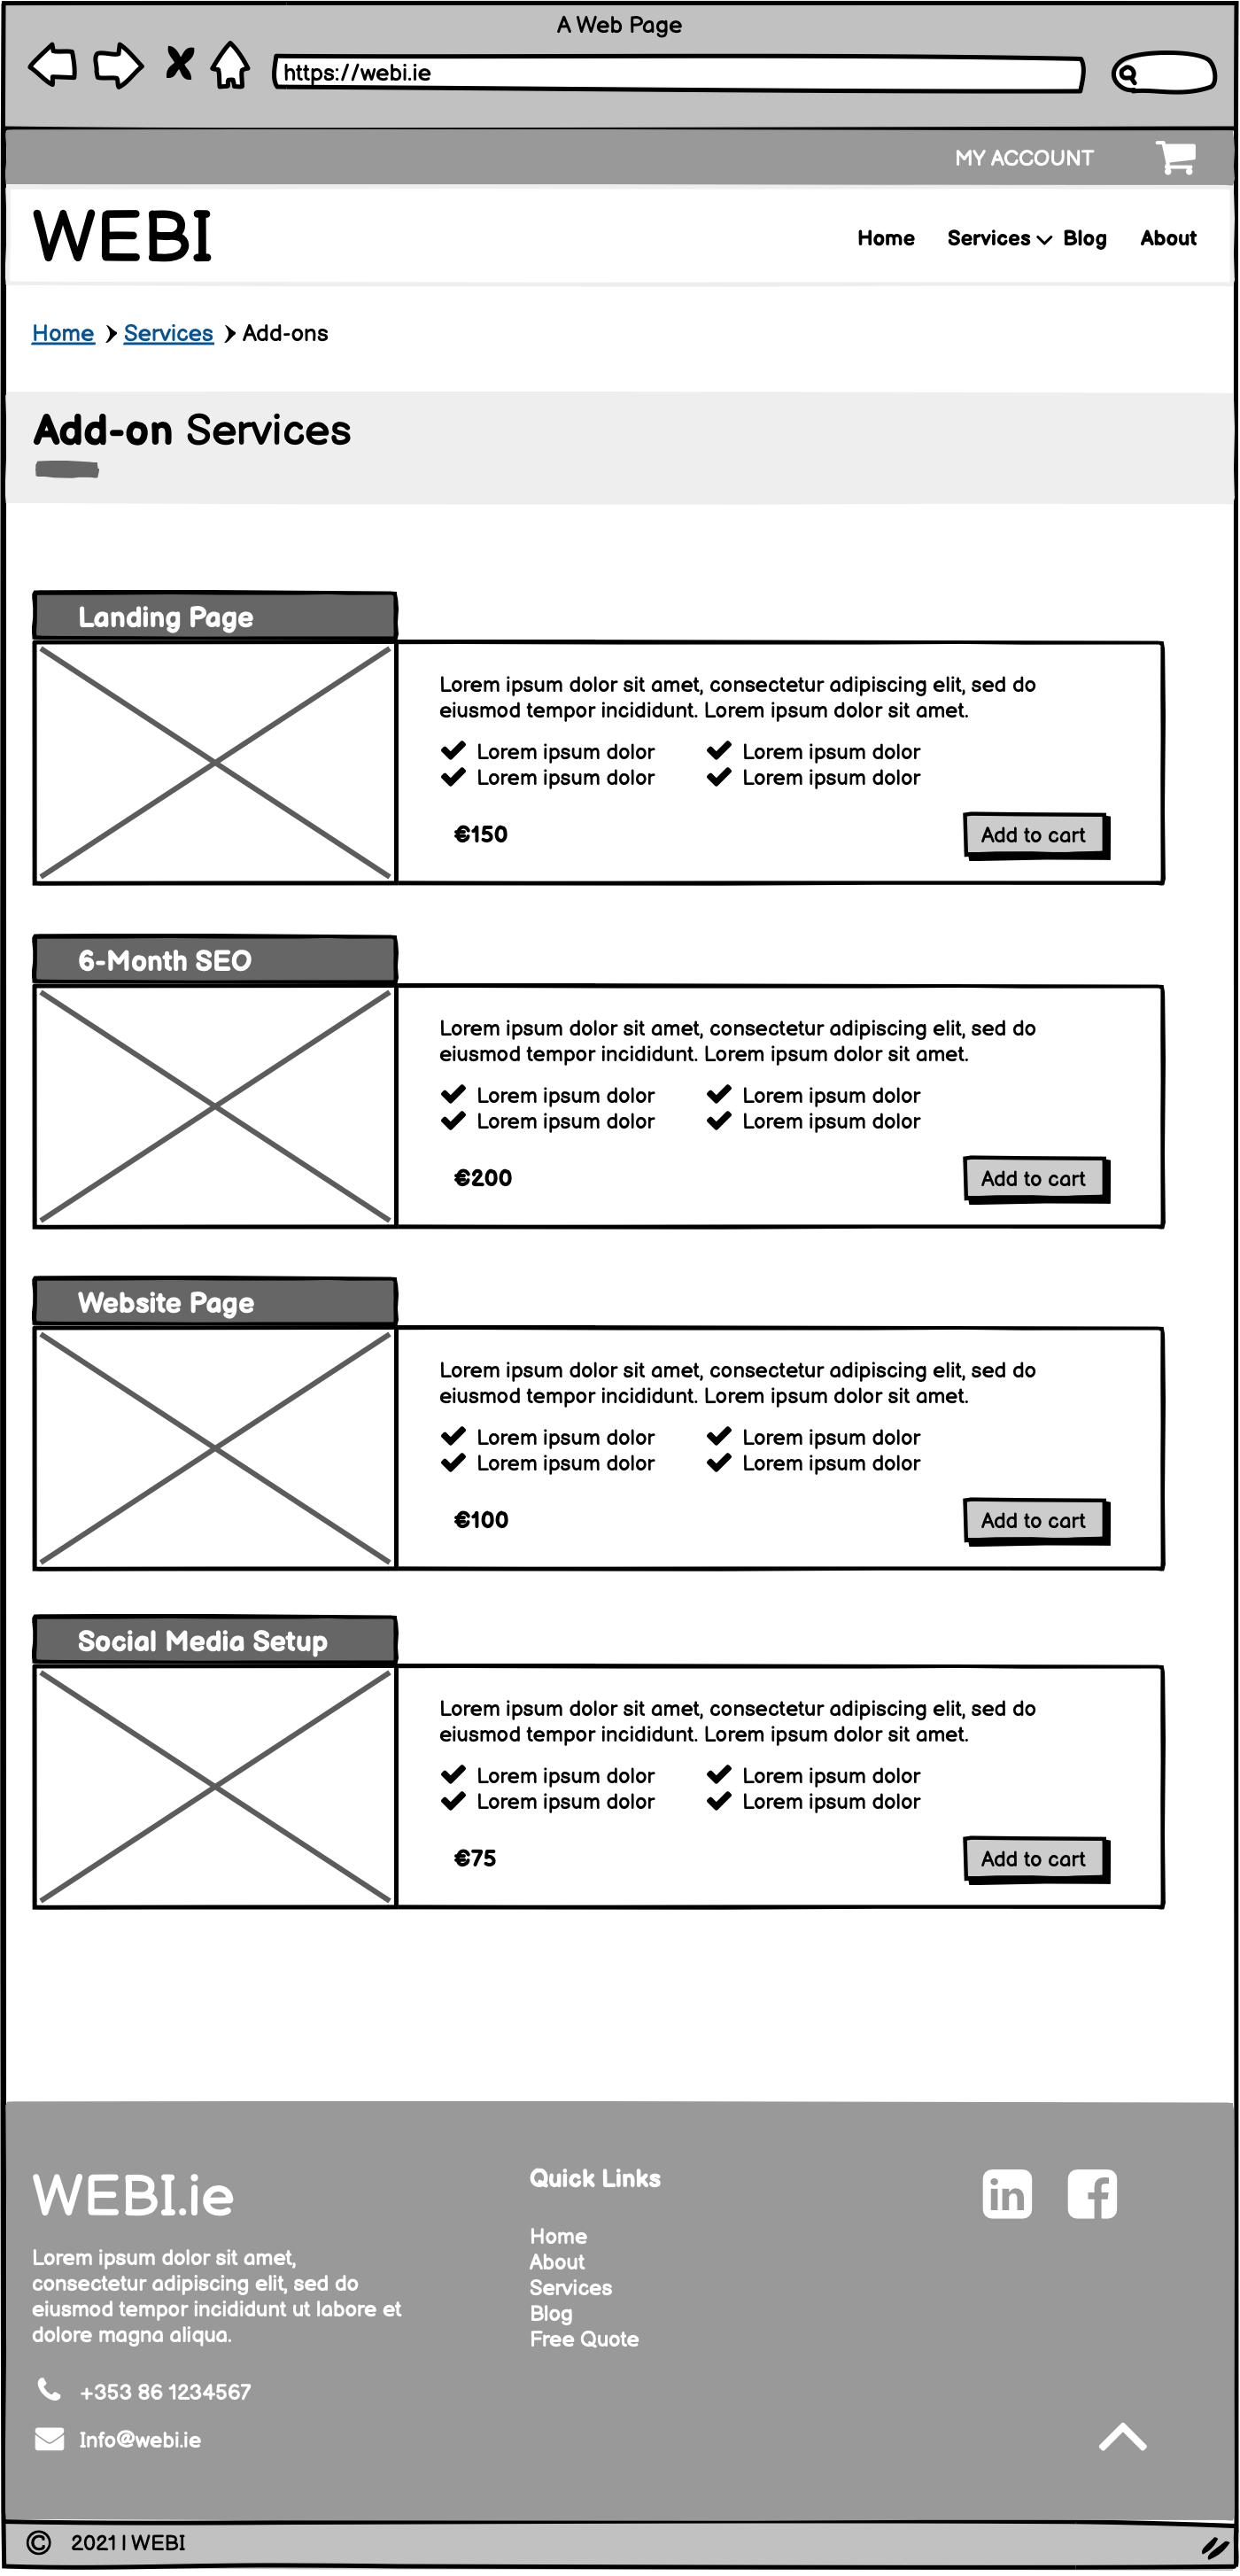 A Web Page
https://webi.ie
MY ACCOUNT
WEBI
Home Services Blog About
Home Services Add-ons
Add-on Services
Landing Page
Lorem ipsum dolor sit amet, consectetur adipiscing elit, sed do
eiusmod tempor incididunt. Lorem ipsum dolor sit amet.
Lorem ipsum dolor Lorem ipsum dolor
Lorem ipsum dolor Lorem ipsum dolor
€150 Add to cart
6-Month SEO
Lorem ipsum dolor sit amet, consectetur adipiscing elit, sed do
eiusmod tempor incididunt. Lorem ipsum dolor sit amet.
Lorem ipsum dolor Lorem ipsum dolor
Lorem ipsum dolor Lorem ipsum dolor
€200 Add to cart
Website Page
Lorem ipsum dolor sit amet, consectetur adipiscing elit, sed do
eiusmod tempor incididunt. Lorem ipsum dolor sit amet.
Lorem ipsum dolor Lorem ipsum dolor
Lorem ipsum dolor Lorem ipsum dolor
€100 Add to cart
Social Media Setup
Lorem ipsum dolor sit amet, consectetur adipiscing elit, sed do
eiusmod tempor incididunt. Lorem ipsum dolor sit amet.
Lorem ipsum dolor Lorem ipsum dolor
Lorem ipsum dolor Lorem ipsum dolor
€75 Add to cart
WEBI.ie
Lorem ipsum dolor sit amet,
consectetur adipiscing elit, sed do
eiusmod tempor incididunt ut labore et
dolore magna aliqua.
+353 86 1234567
Info@webi.ie
Quick Links
Home
About
Services
Blog
Free Quote
in f
© 2021 | WEBI